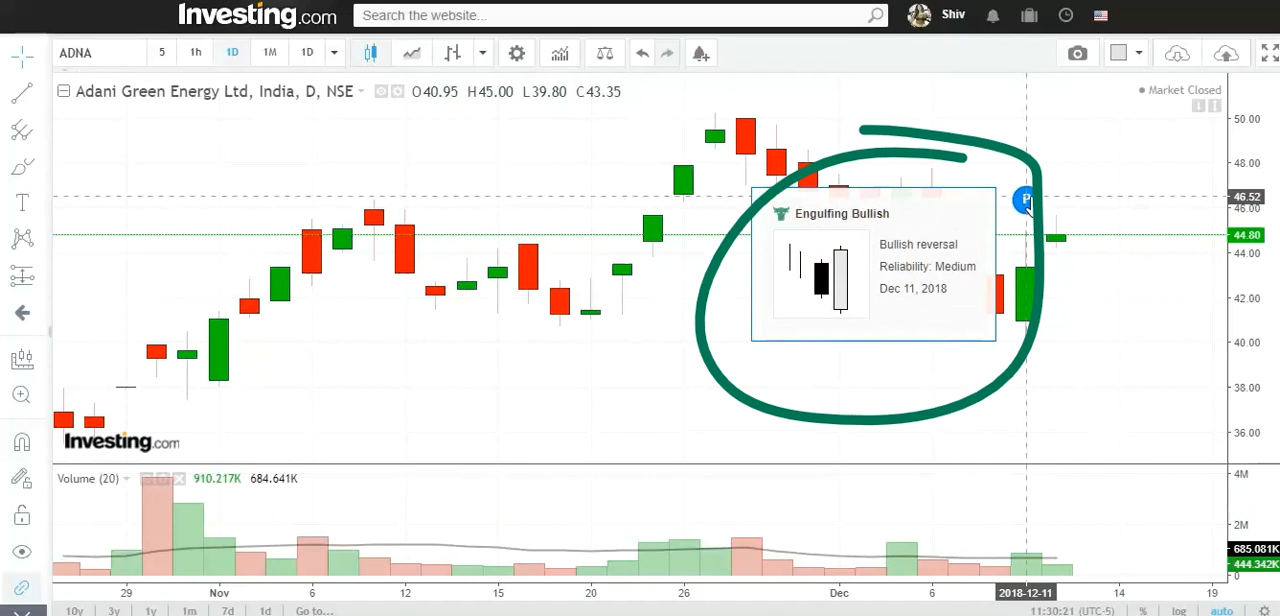 Investing.com
Search the website...
Shiv
ADNA
5 1h 1D 1M 1D
Adani Green Energy Ltd, India, D, NSE O40.95 H45.00 L39.80 C43.35
Market Closed
50.00
48.00
46.52
46.00
44.80
44.00
42.00
40.00
38.00
36.00
P
Engulfing Bullish
Bullish reversal
Reliability: Medium
Dec 11, 2018
Investing.com
Volume (20) 910.217K 684.641K
4M
2M
685.081K
444.342K
0
29 Nov 6 12 15 20 26 Dec 6 2018-12-11 14 19
10y 3y 1y 1m 7d 1d Go to... 11:30:21 (UTC-5) % log auto